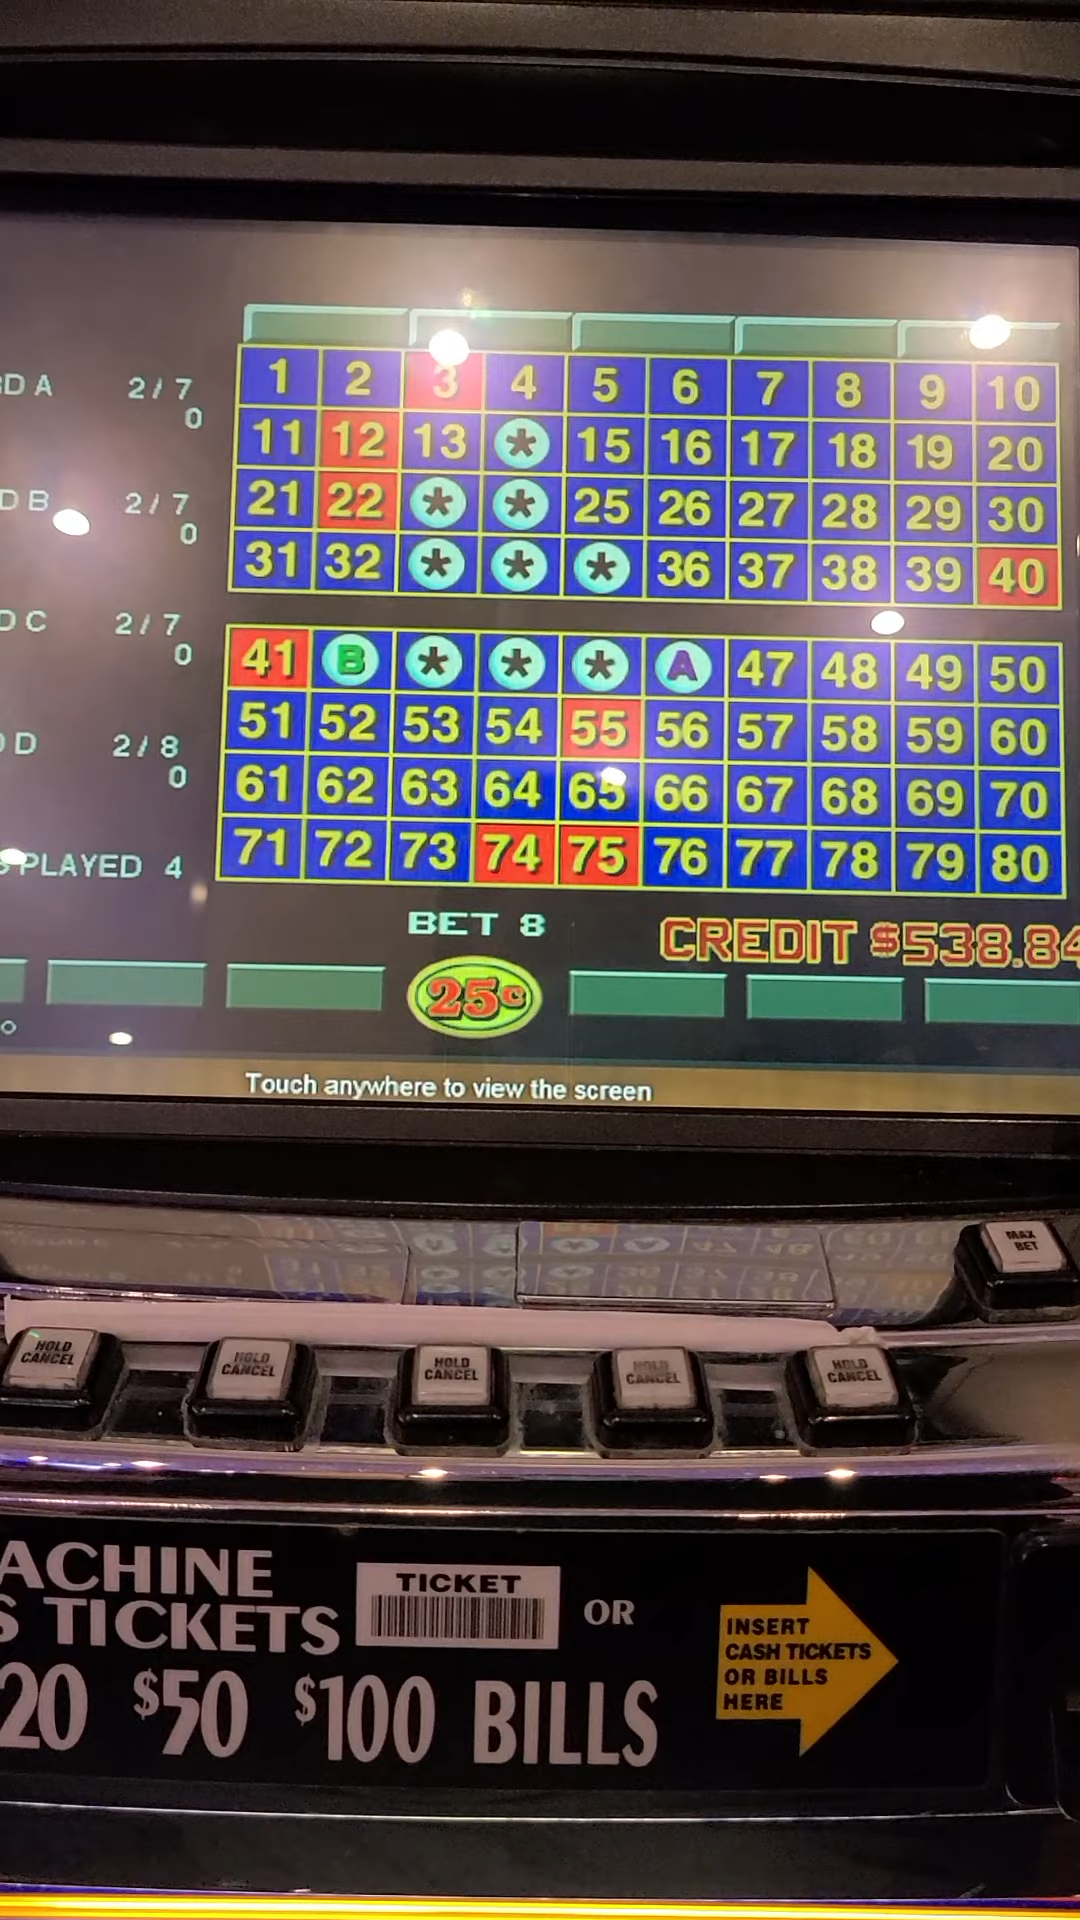 D A 2/7
0
D B 2/7
0
D C 2/7
0
D 2/8
0
PLAYED 4
1 2 3 4 5 6 7 8 9 10
11 12 13 * 15 16 17 18 19 20
21 22 * * 25 26 27 28 29 30
31 32 * * * 36 37 38 39 40
41 B * * * A 47 48 49 50
51 52 53 54 55 56 57 58 59 60
61 62 63 64 65 66 67 68 69 70
71 72 73 74 75 76 77 78 79 80
BET 8
CREDIT $538.84
25¢
Touch anywhere to view the screen
MAX
BET
HOLD
CANCEL
HOLD
CANCEL
HOLD
CANCEL
HOLD
CANCEL
HOLD
CANCEL
ACHINE
S TICKETS
TICKET
OR
INSERT
CASH TICKETS
OR BILLS
HERE
20 $50 $100 BILLS